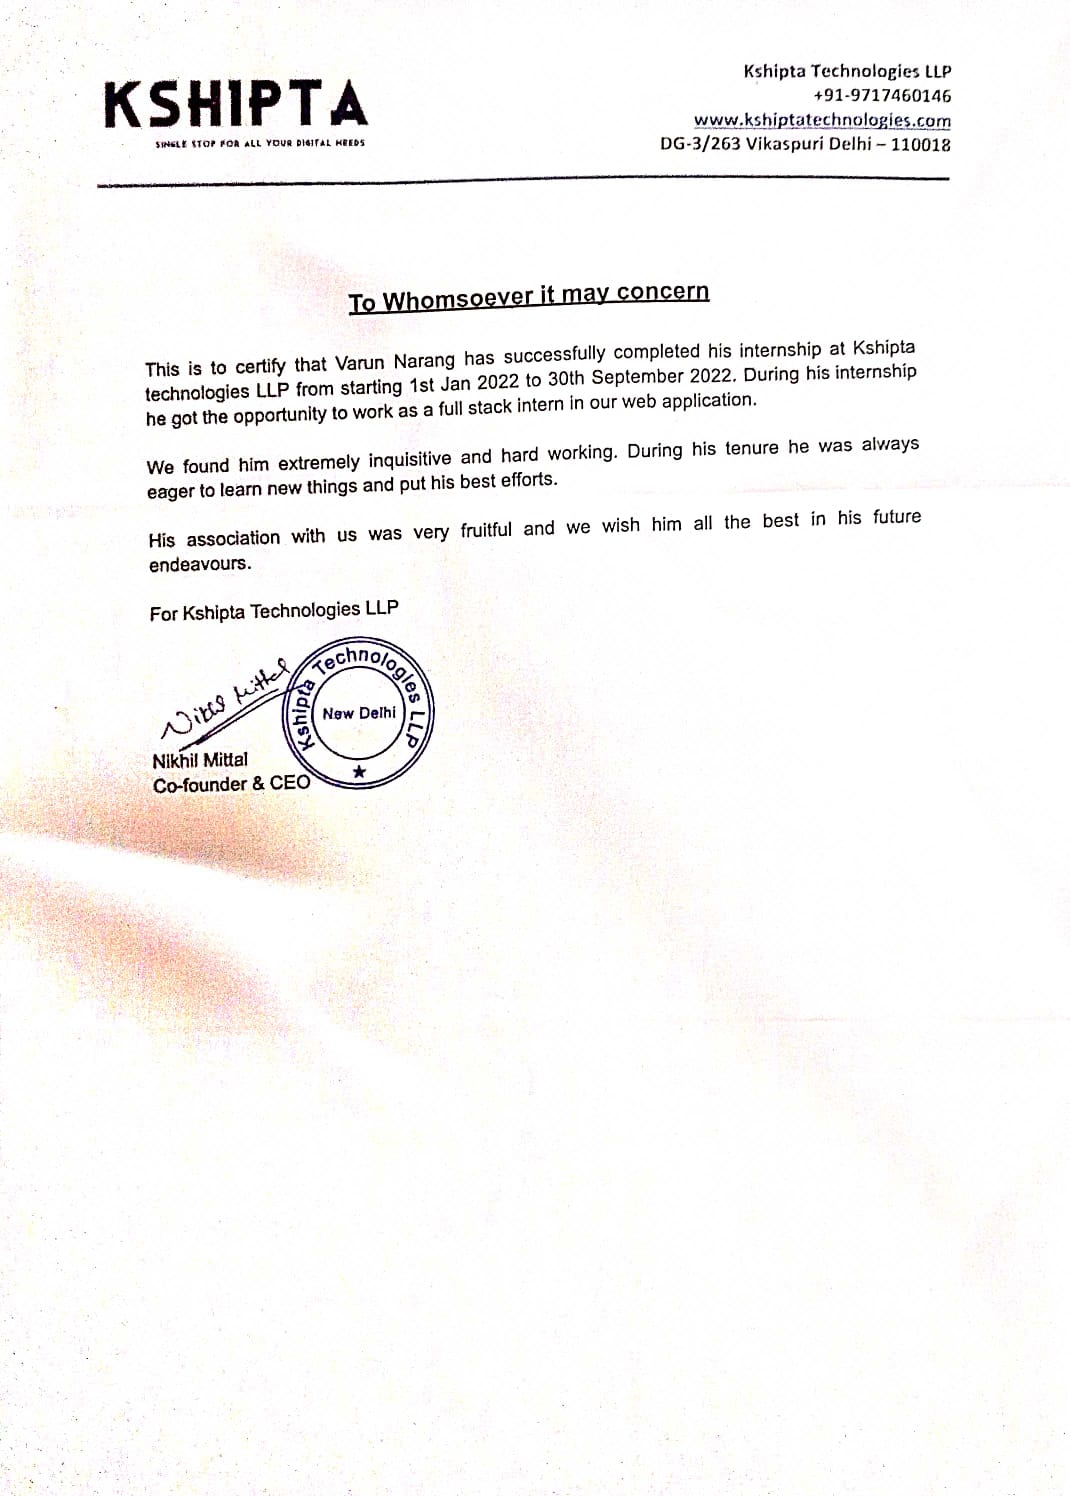 KSHIPTA
SINGLE STOP FOR ALL YOUR DIGITAL NEEDS
Kshipta Technologies LLP
+91-9717460146
www.kshiptatechnologies.com
DG-3/263 Vikaspuri Delhi – 110018
To Whomsoever it may concern
This is to certify that Varun Narang has successfully completed his internship at Kshipta
technologies LLP from starting 1st Jan 2022 to 30th September 2022. During his internship
he got the opportunity to work as a full stack intern in our web application.
We found him extremely inquisitive and hard working. During his tenure he was always
eager to learn new things and put his best efforts.
His association with us was very fruitful and we wish him all the best in his future
endeavours.
For Kshipta Technologies LLP
Kshipta Technologies LLP
New Delhi
Nikhil Mittal
Co-founder & CEO